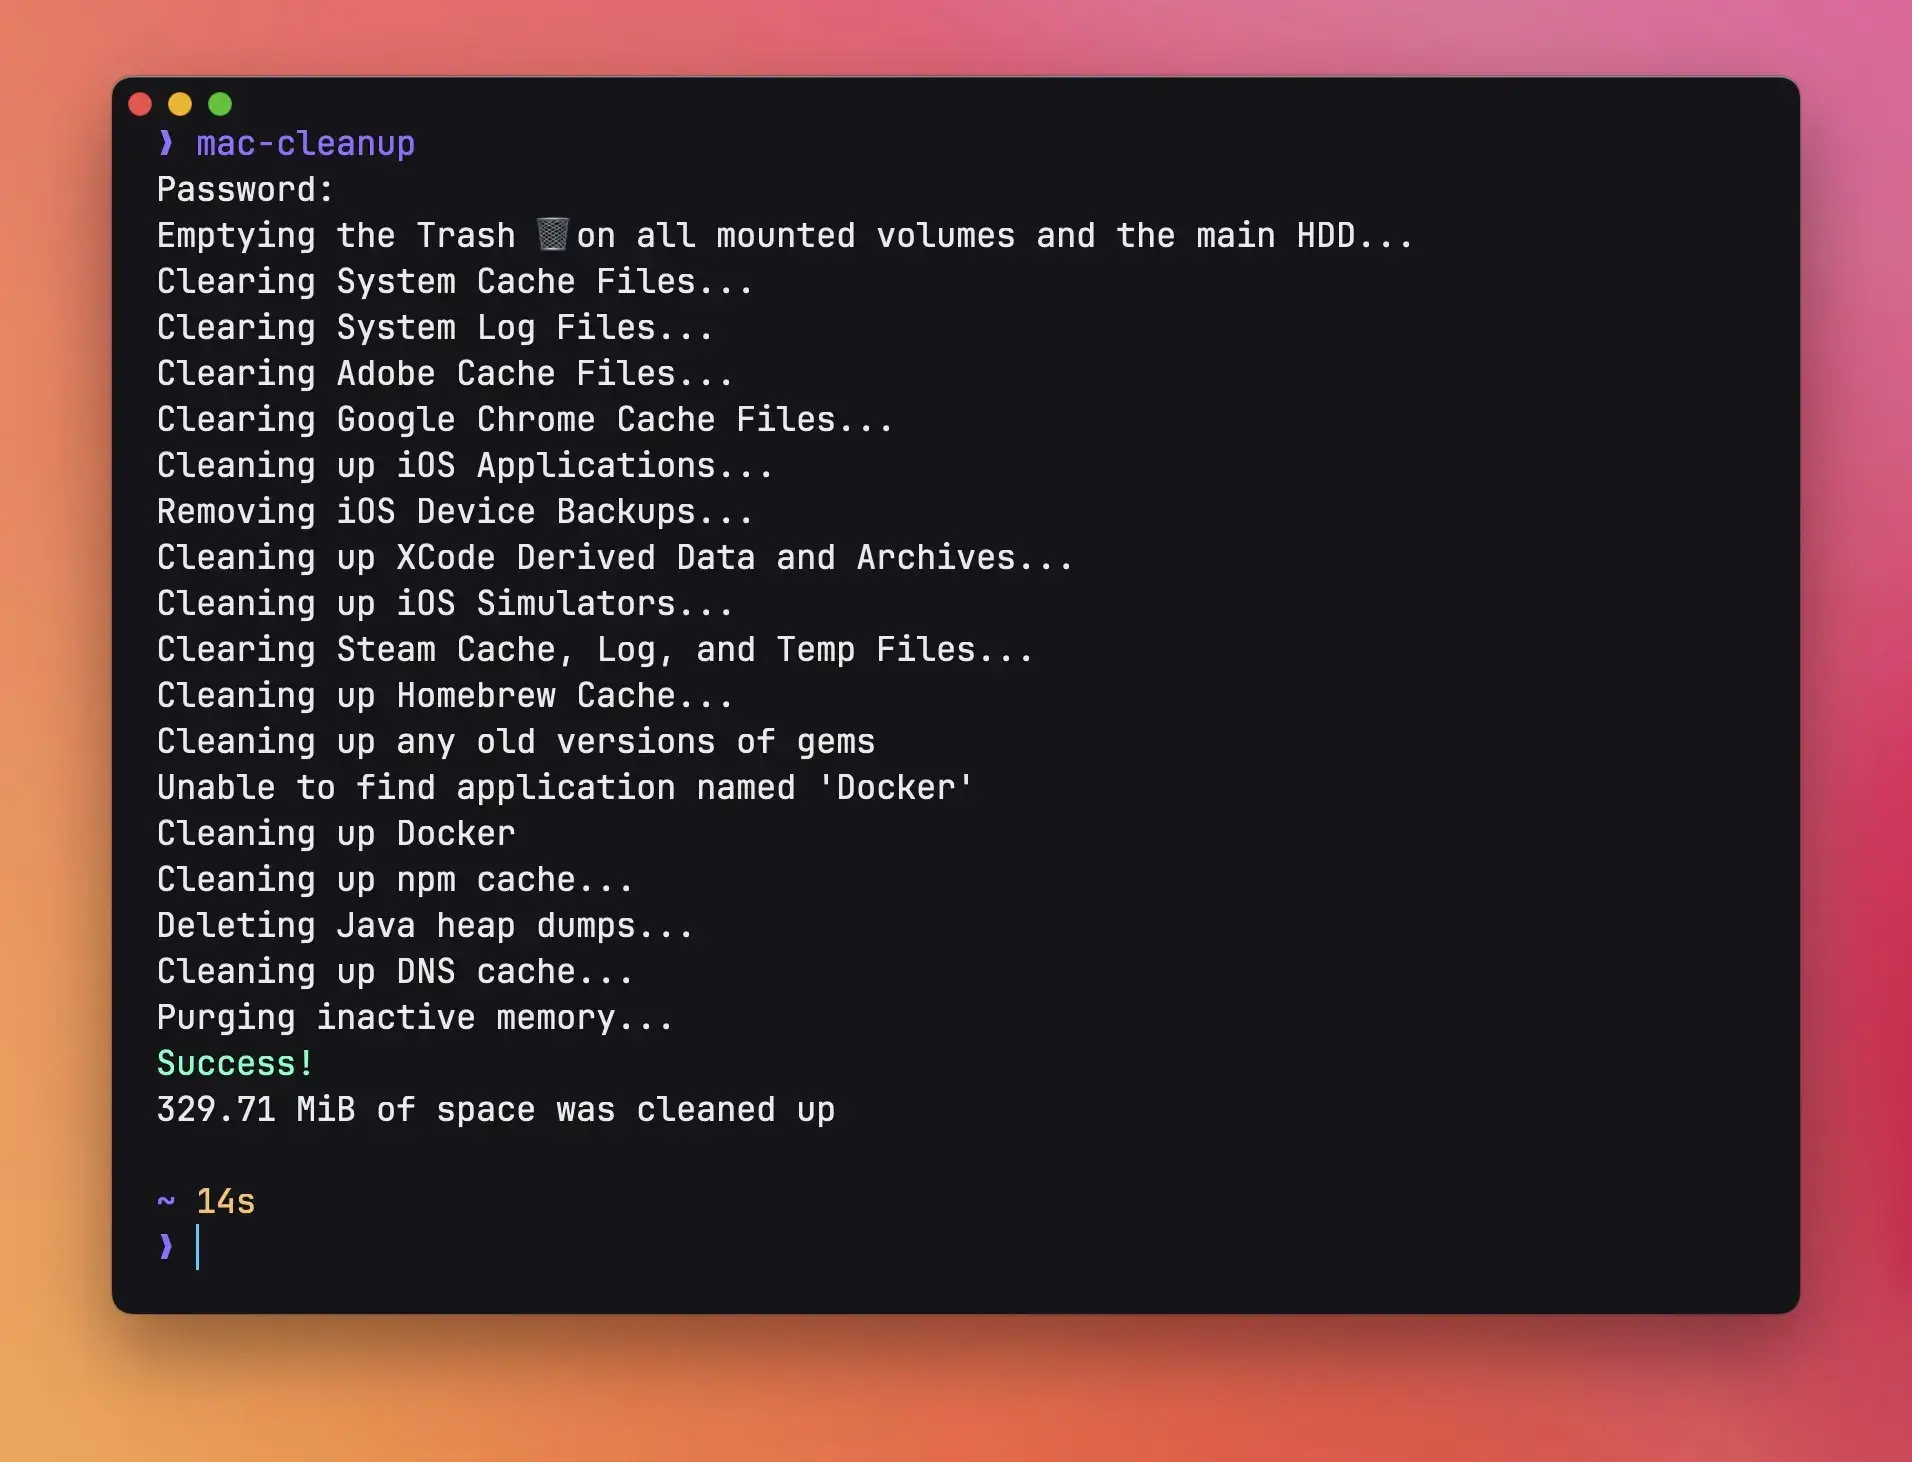 ❯ mac-cleanup
Password:
Emptying the Trash 🗑on all mounted volumes and the main HDD...
Clearing System Cache Files...
Clearing System Log Files...
Clearing Adobe Cache Files...
Clearing Google Chrome Cache Files...
Cleaning up iOS Applications...
Removing iOS Device Backups...
Cleaning up XCode Derived Data and Archives...
Cleaning up iOS Simulators...
Clearing Steam Cache, Log, and Temp Files...
Cleaning up Homebrew Cache...
Cleaning up any old versions of gems
Unable to find application named 'Docker'
Cleaning up Docker
Cleaning up npm cache...
Deleting Java heap dumps...
Cleaning up DNS cache...
Purging inactive memory...
Success!
329.71 MiB of space was cleaned up
~ 14s
❯